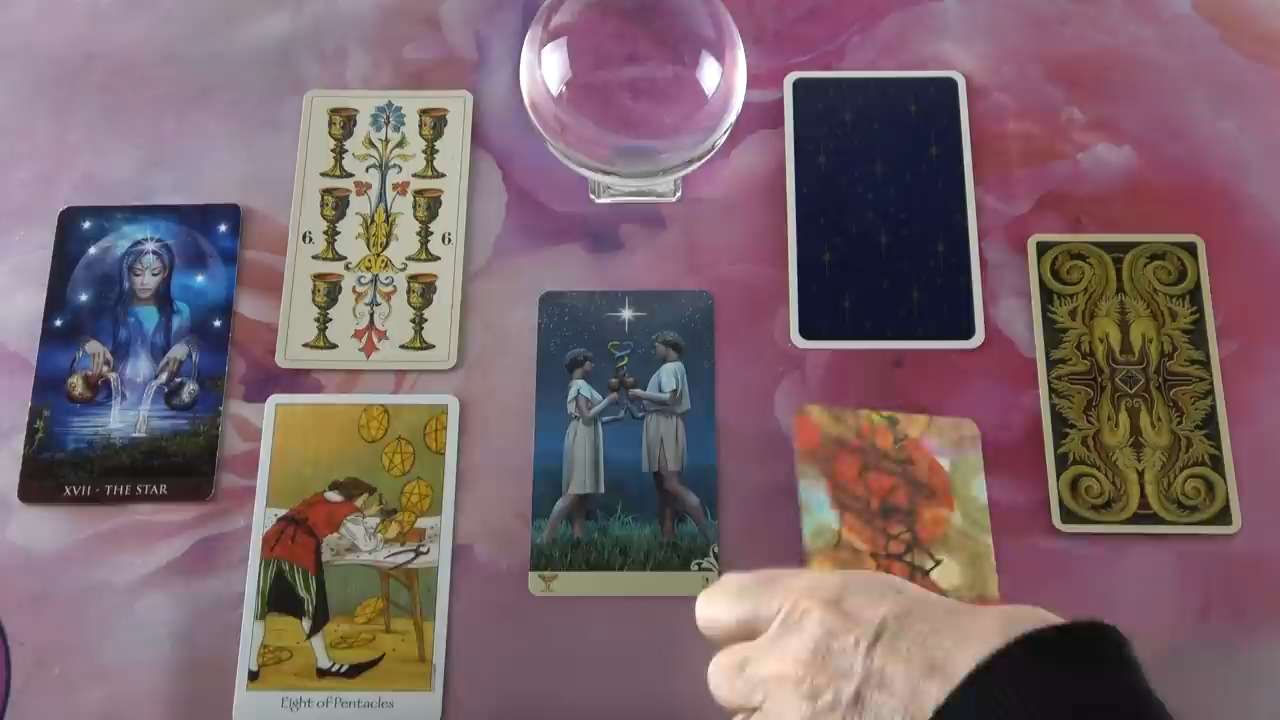 6.
6.
XVII - THE STAR
Eight of Pentacles